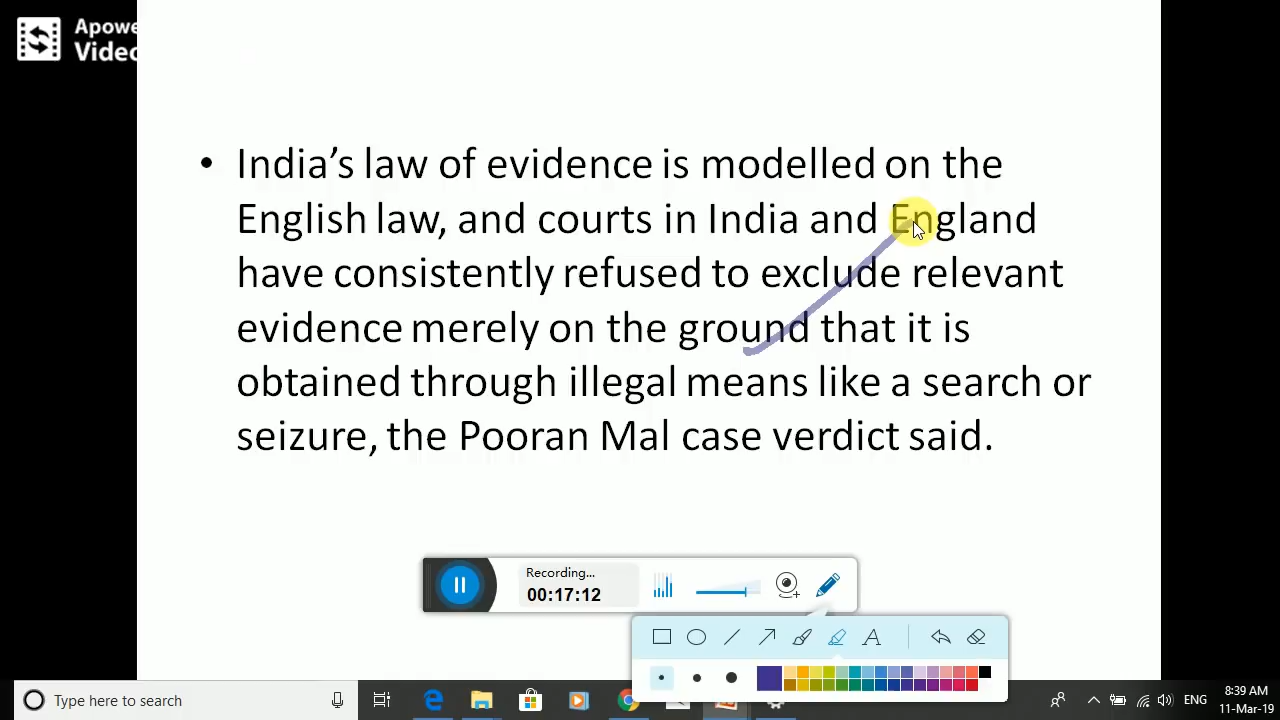 Apowe
Video
• India’s law of evidence is modelled on the
English law, and courts in India and England
have consistently refused to exclude relevant
evidence merely on the ground that it is
obtained through illegal means like a search or
seizure, the Pooran Mal case verdict said.
Recording...
00:17:12
A
Type here to search
ENG
8:39 AM
11-Mar-19